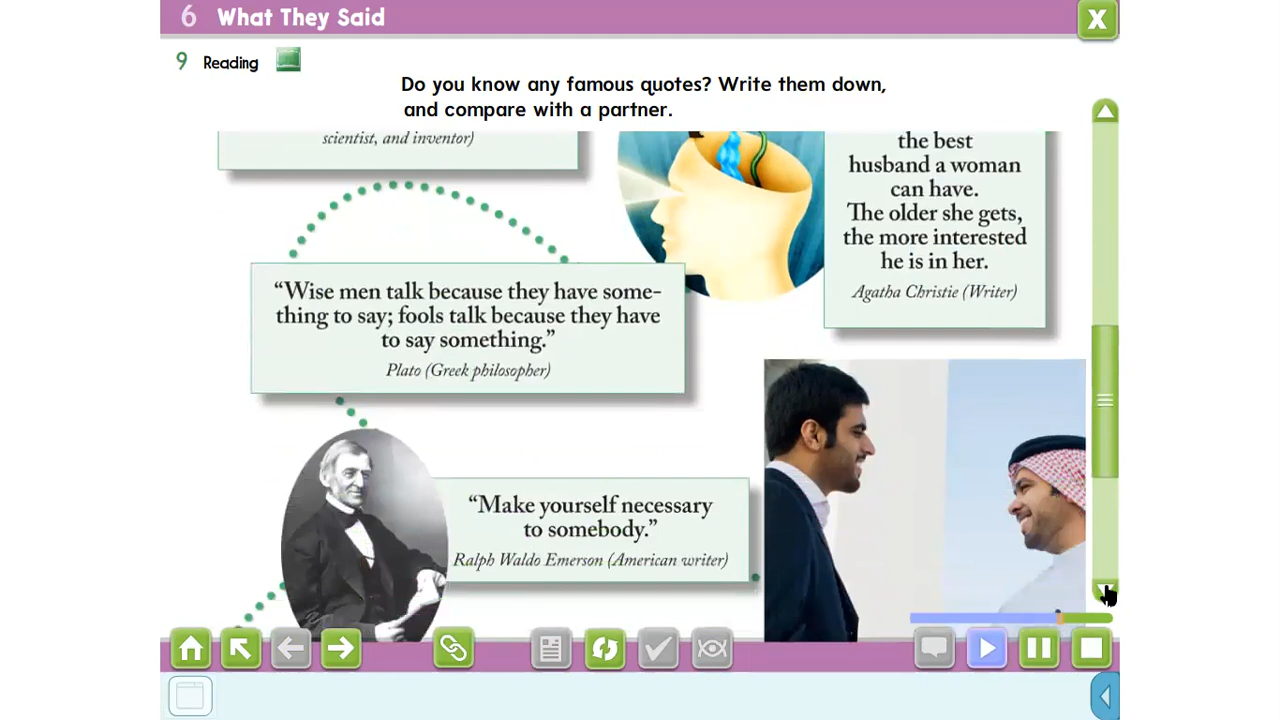 6 What They Said
X
9 Reading
Do you know any famous quotes? Write them down,
and compare with a partner.
scientist, and inventor)
the best
husband a woman
can have.
The older she gets,
the more interested
he is in her.
Agatha Christie (Writer)
“Wise men talk because they have some-
thing to say; fools talk because they have
to say something.”
Plato (Greek philosopher)
“Make yourself necessary
to somebody.”
Ralph Waldo Emerson (American writer)